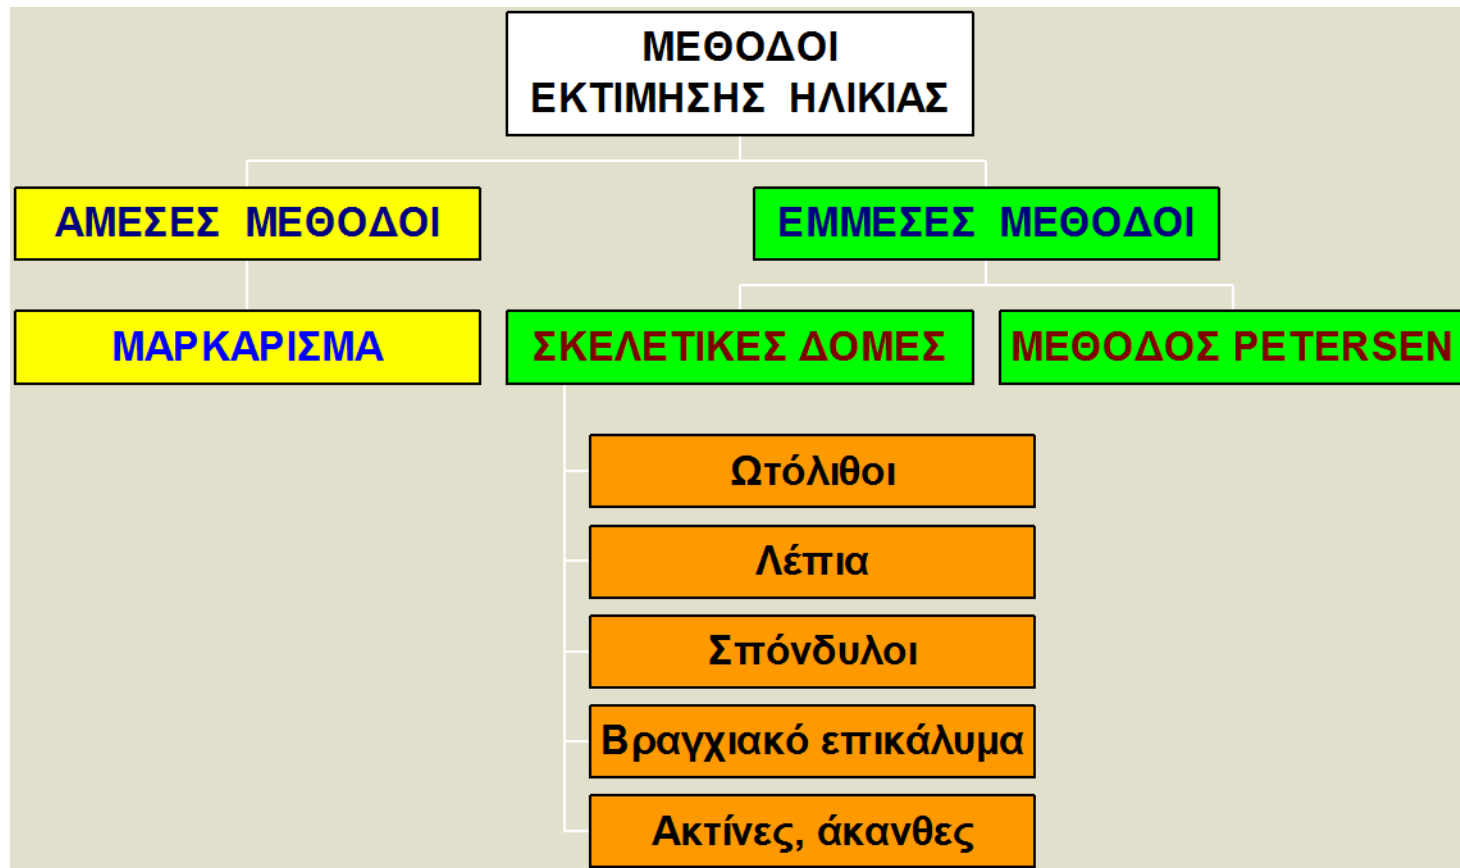 ΜΕΘΟΔΟΙ
ΕΚΤΙΜΗΣΗΣ ΗΛΙΚΙΑΣ
ΑΜΕΣΕΣ ΜΕΘΟΔΟΙ
ΕΜΜΕΣΕΣ ΜΕΘΟΔΟΙ
ΜΑΡΚΑΡΙΣΜΑ
ΣΚΕΛΕΤΙΚΕΣ ΔΟΜΕΣ
ΜΕΘΟΔΟΣ PETERSEN
Ωτόλιθοι
Λέπια
Σπόνδυλοι
Βραγχιακό επικάλυμα
Ακτίνες, άκανθες